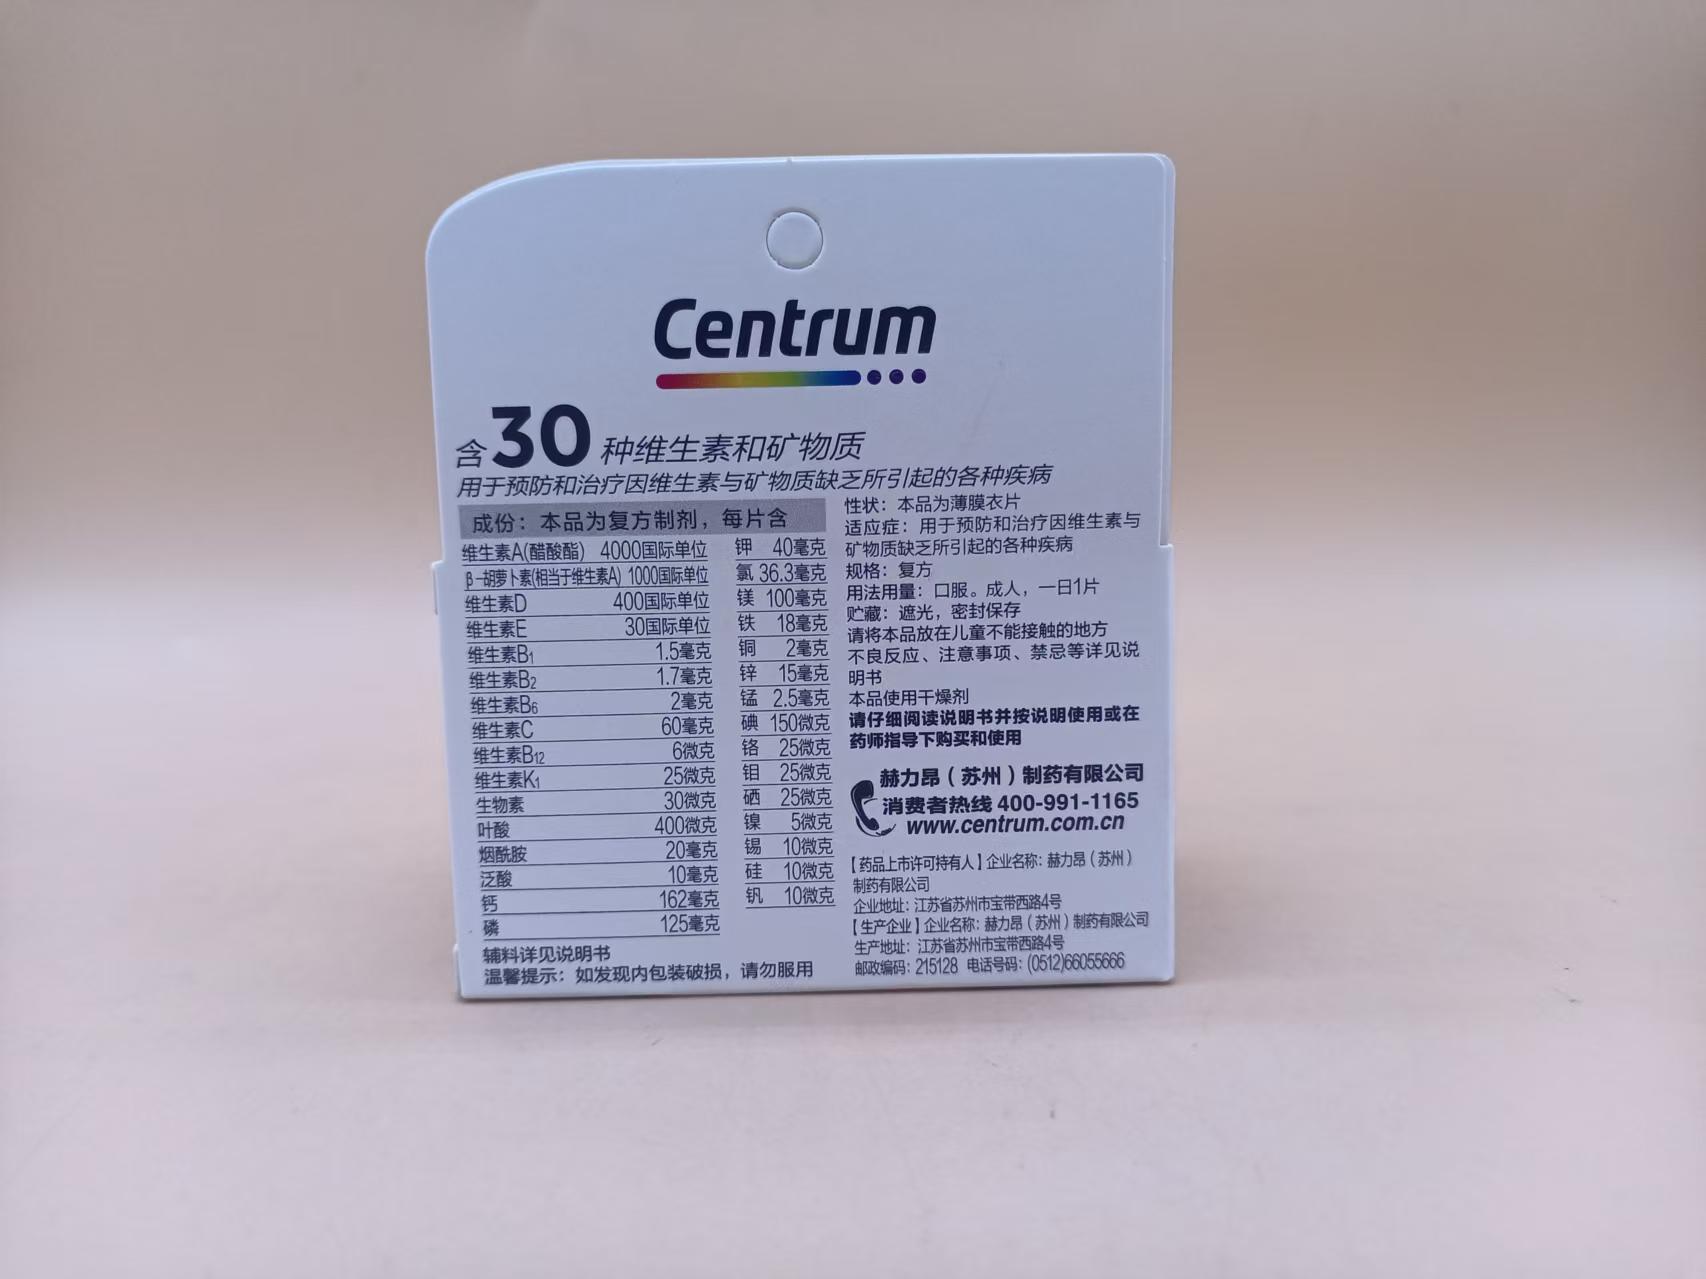 Centrum
含30种维生素和矿物质
用于预防和治疗因维生素与矿物质缺乏所引起的各种疾病
成份：本品为复方制剂，每片含
维生素A(醋酸酯) 4000国际单位
β-胡萝卜素(相当于维生素A) 1000国际单位
维生素D 400国际单位
维生素E 30国际单位
维生素B1 1.5毫克
维生素B2 1.7毫克
维生素B6 2毫克
维生素C 60毫克
维生素B12 6微克
维生素K1 25微克
生物素 30微克
叶酸 400微克
烟酰胺 20毫克
泛酸 10毫克
钙 162毫克
磷 125毫克
钾 40毫克
氯 36.3毫克
镁 100毫克
铁 18毫克
铜 2毫克
锌 15毫克
锰 2.5毫克
碘 150微克
铬 25微克
钼 25微克
硒 25微克
镍 5微克
锡 10微克
硅 10微克
钒 10微克
辅料详见说明书
温馨提示：如发现内包装破损，请勿服用
性状：本品为薄膜衣片
适应症：用于预防和治疗因维生素与
矿物质缺乏所引起的各种疾病
规格：复方
用法用量：口服。成人，一日1片
贮藏：遮光，密封保存
请将本品放在儿童不能接触的地方
不良反应、注意事项、禁忌等详见说
明书
本品使用干燥剂
请仔细阅读说明书并按说明使用或在
药师指导下购买和使用
赫力昂（苏州）制药有限公司
消费者热线 400-991-1165
www.centrum.com.cn
【药品上市许可持有人】企业名称：赫力昂（苏州）
制药有限公司
企业地址：江苏省苏州市宝带西路4号
【生产企业】企业名称：赫力昂（苏州）制药有限公司
生产地址：江苏省苏州市宝带西路4号
邮政编码：215128 电话号码：(0512)66055666